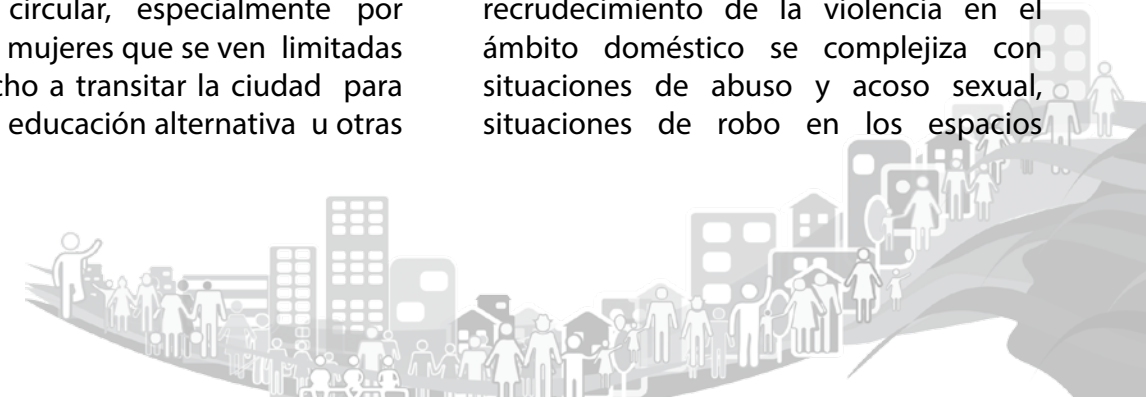 circular, especialmente por
mujeres que se ven limitadas
cho a transitar la ciudad para
educación alternativa u otras
recrudecimiento de la violencia en el
ámbito doméstico se complejiza con
situaciones de abuso y acoso sexual,
situaciones de robo en los espacios